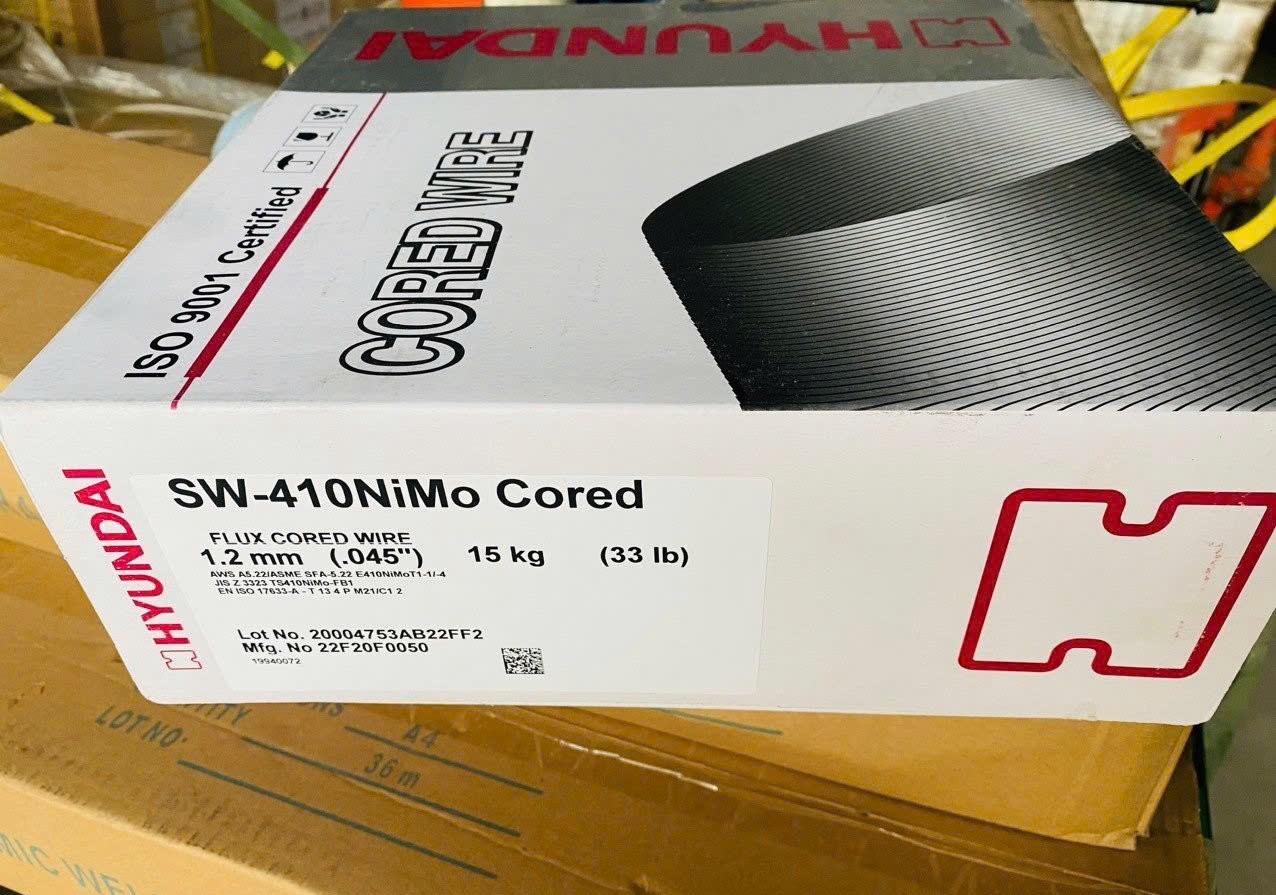 HYUNDAI
ISO 9001 Certified
CORED WIRE
HYUNDAI
SW-410NiMo Cored
FLUX CORED WIRE
1.2 mm (.045") 15 kg (33 lb)
AWS A5.22/ASME SFA-5.22 E410NiMoT1-1/-4
JIS Z 3323 TS410NiMo-FB1
EN ISO 17633-A - T 13 4 P M21/C1 2
Lot No. 20004753AB22FF2
Mfg. No 22F20F0050
19940072
A4
LOT NO.
36 m